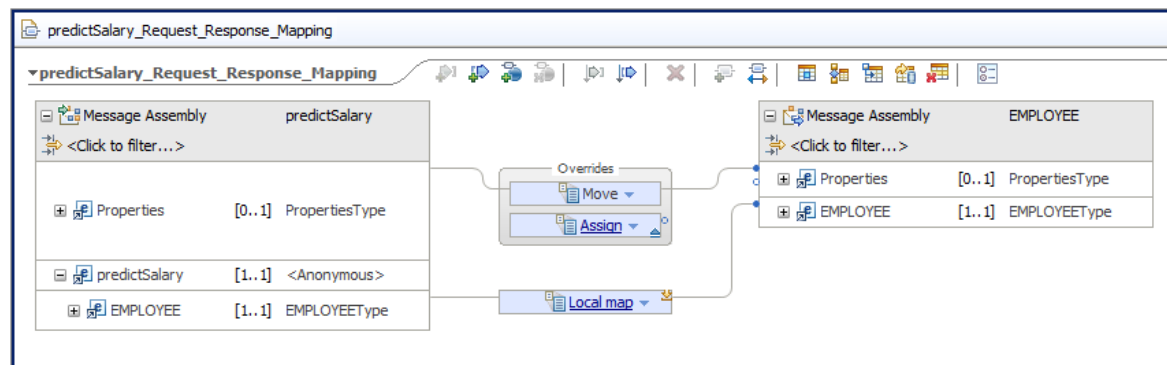 predictSalary_Request_Response_Mapping
predictSalary_Request_Response_Mapping
Message Assembly predictSalary
<Click to filter...>
Properties [0..1] PropertiesType
predictSalary [1..1] <Anonymous>
EMPLOYEE [1..1] EMPLOYEEType
Overrides
Move
Assign
Local map
Message Assembly EMPLOYEE
<Click to filter...>
Properties [0..1] PropertiesType
EMPLOYEE [1..1] EMPLOYEEType